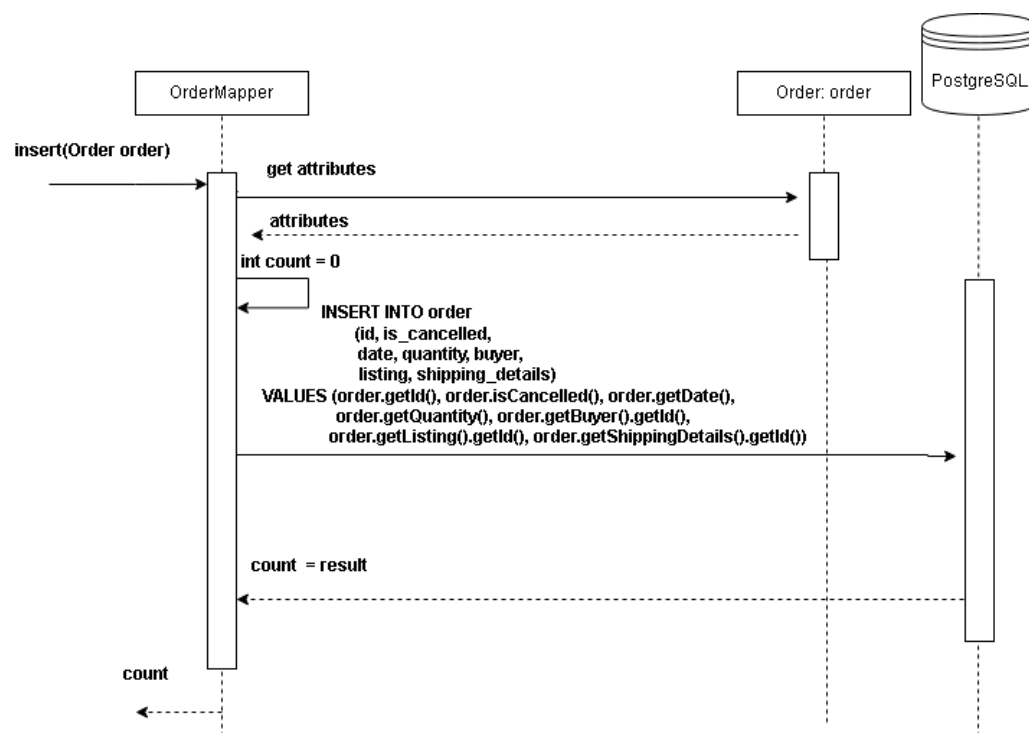 PostgreSQL
OrderMapper
Order: order
insert(Order order)
get attributes
attributes
int count = 0
INSERT INTO order
(id, is_cancelled,
date, quantity, buyer,
listing, shipping_details)
VALUES (order.getId(), order.isCancelled(), order.getDate(),
order.getQuantity(), order.getBuyer().getId(),
order.getListing().getId(), order.getShippingDetails().getId())
count = result
count